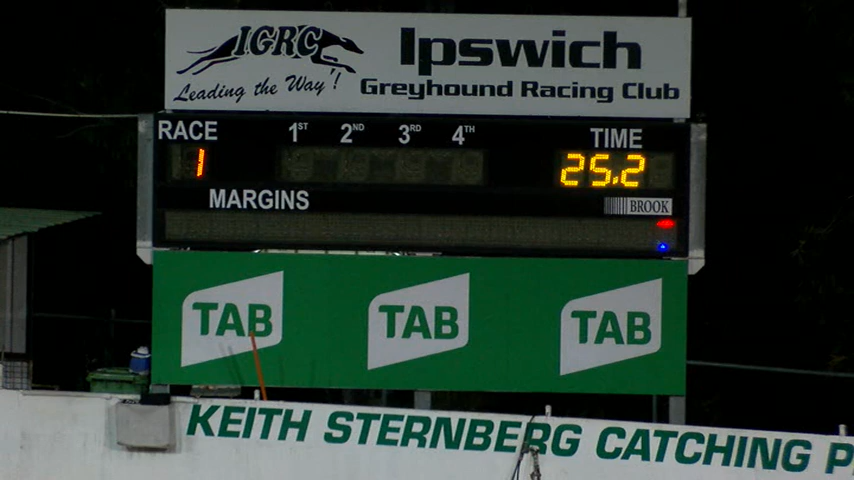 IGRC
Leading the Way!
Ipswich
Greyhound Racing Club
RACE 1ST 2ND 3RD 4TH TIME
1 25.2
MARGINS BROOK
TAB TAB TAB
KEITH STERNBERG CATCHING P